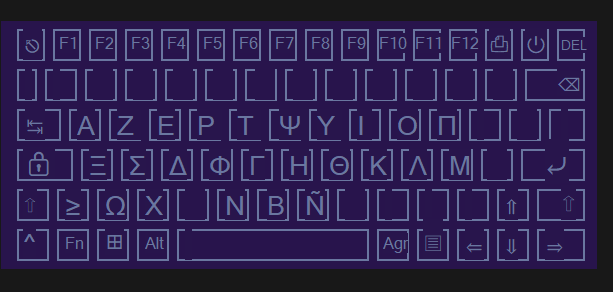 F1 F2 F3 F4 F5 F6 F7 F8 F9 F10 F11 F12 DEL
Α Ζ Ε Ρ Τ Ψ Υ Ι Ο Π
Ξ Σ Δ Φ Γ Η Θ Κ Λ Μ
≥ Ω Χ Ν Β Ñ
^ Fn Alt Agr